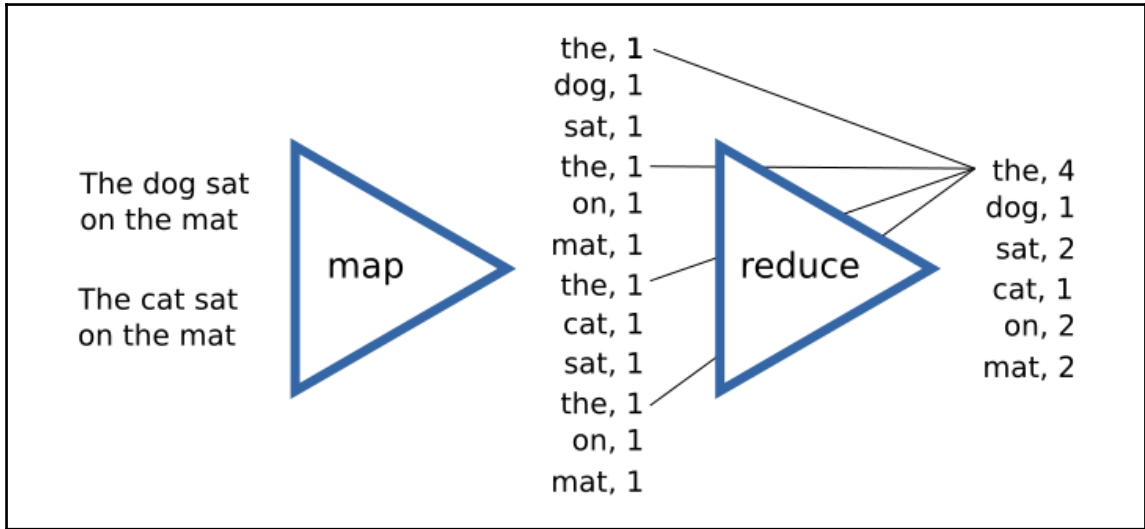 The dog sat
on the mat
The cat sat
on the mat
map
the, 1
dog, 1
sat, 1
the, 1
on, 1
mat, 1
the, 1
cat, 1
sat, 1
the, 1
on, 1
mat, 1
reduce
the, 4
dog, 1
sat, 2
cat, 1
on, 2
mat, 2